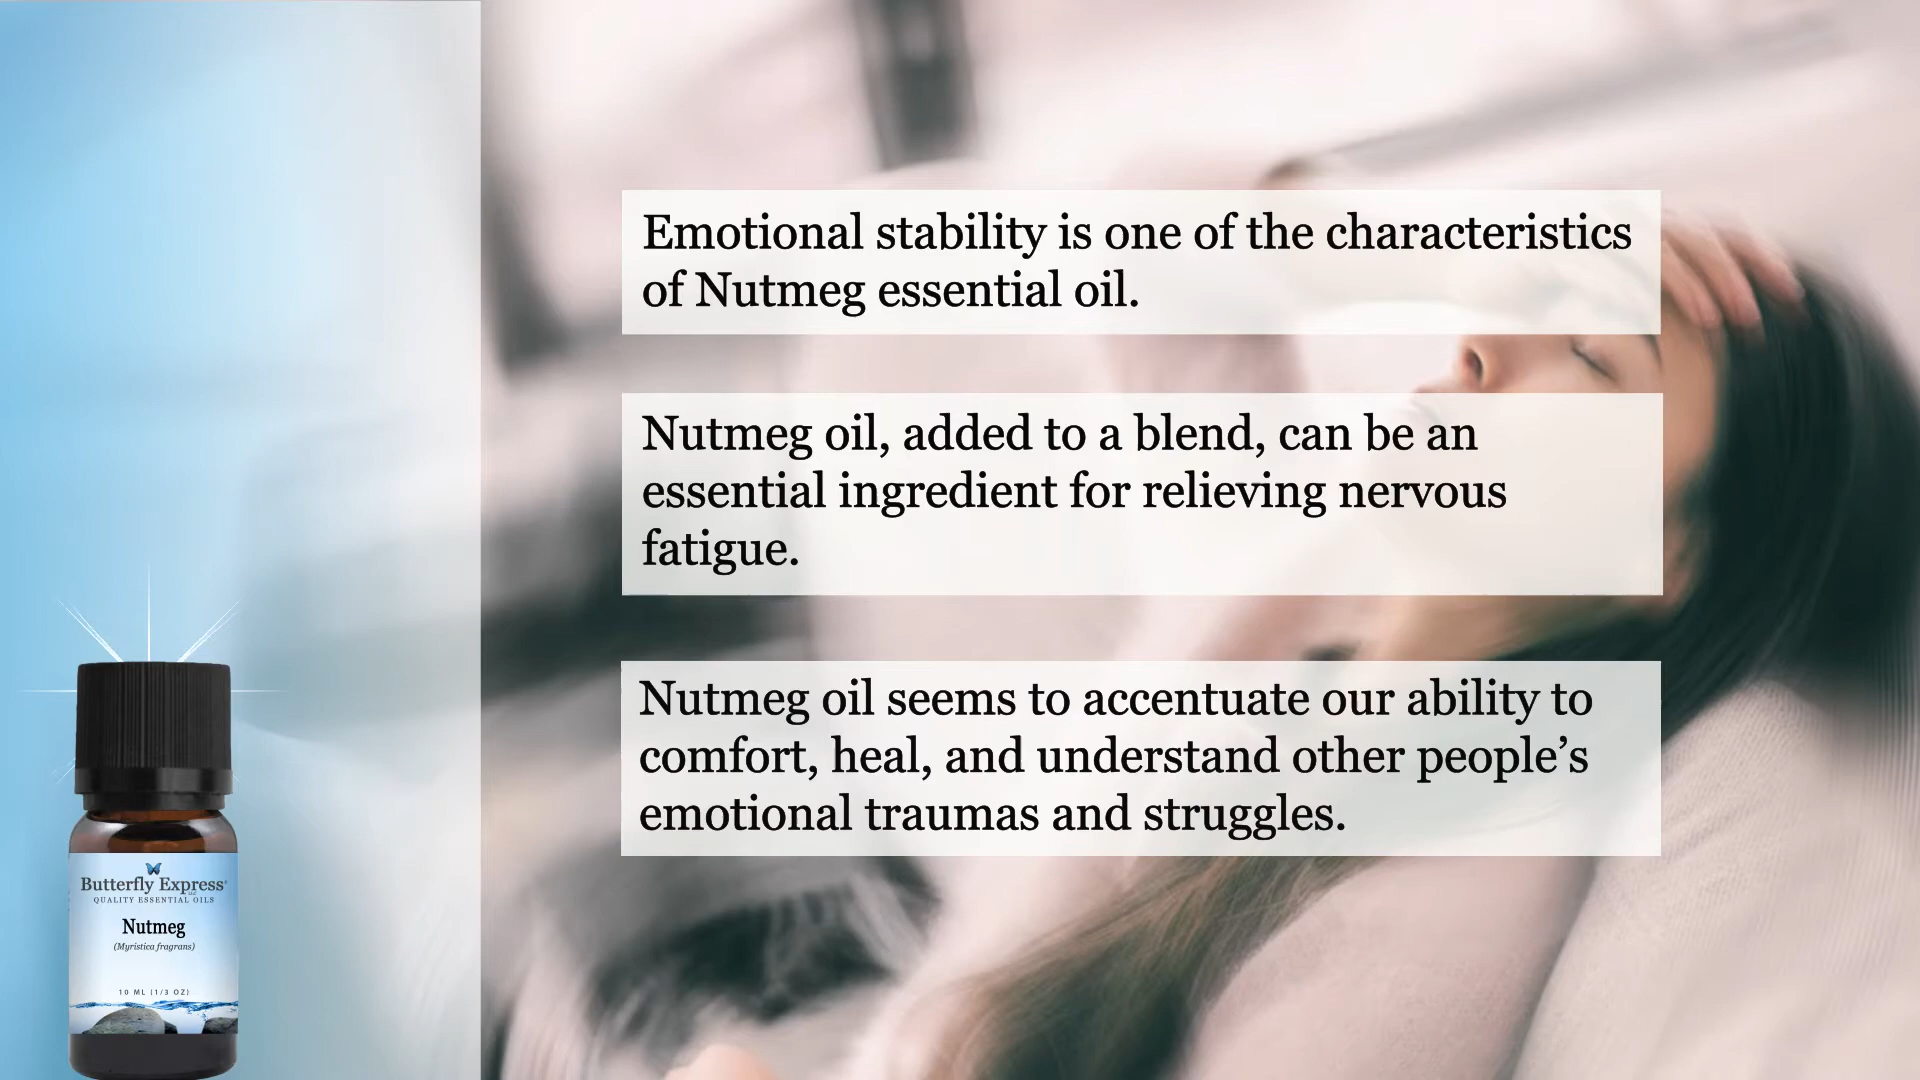 Emotional stability is one of the characteristics
of Nutmeg essential oil.
Nutmeg oil, added to a blend, can be an
essential ingredient for relieving nervous
fatigue.
Nutmeg oil seems to accentuate our ability to
comfort, heal, and understand other people’s
emotional traumas and struggles.
Butterfly Express®
LLC
QUALITY ESSENTIAL OILS
Nutmeg
(Myristica fragrans)
10 ML (1/3 OZ)